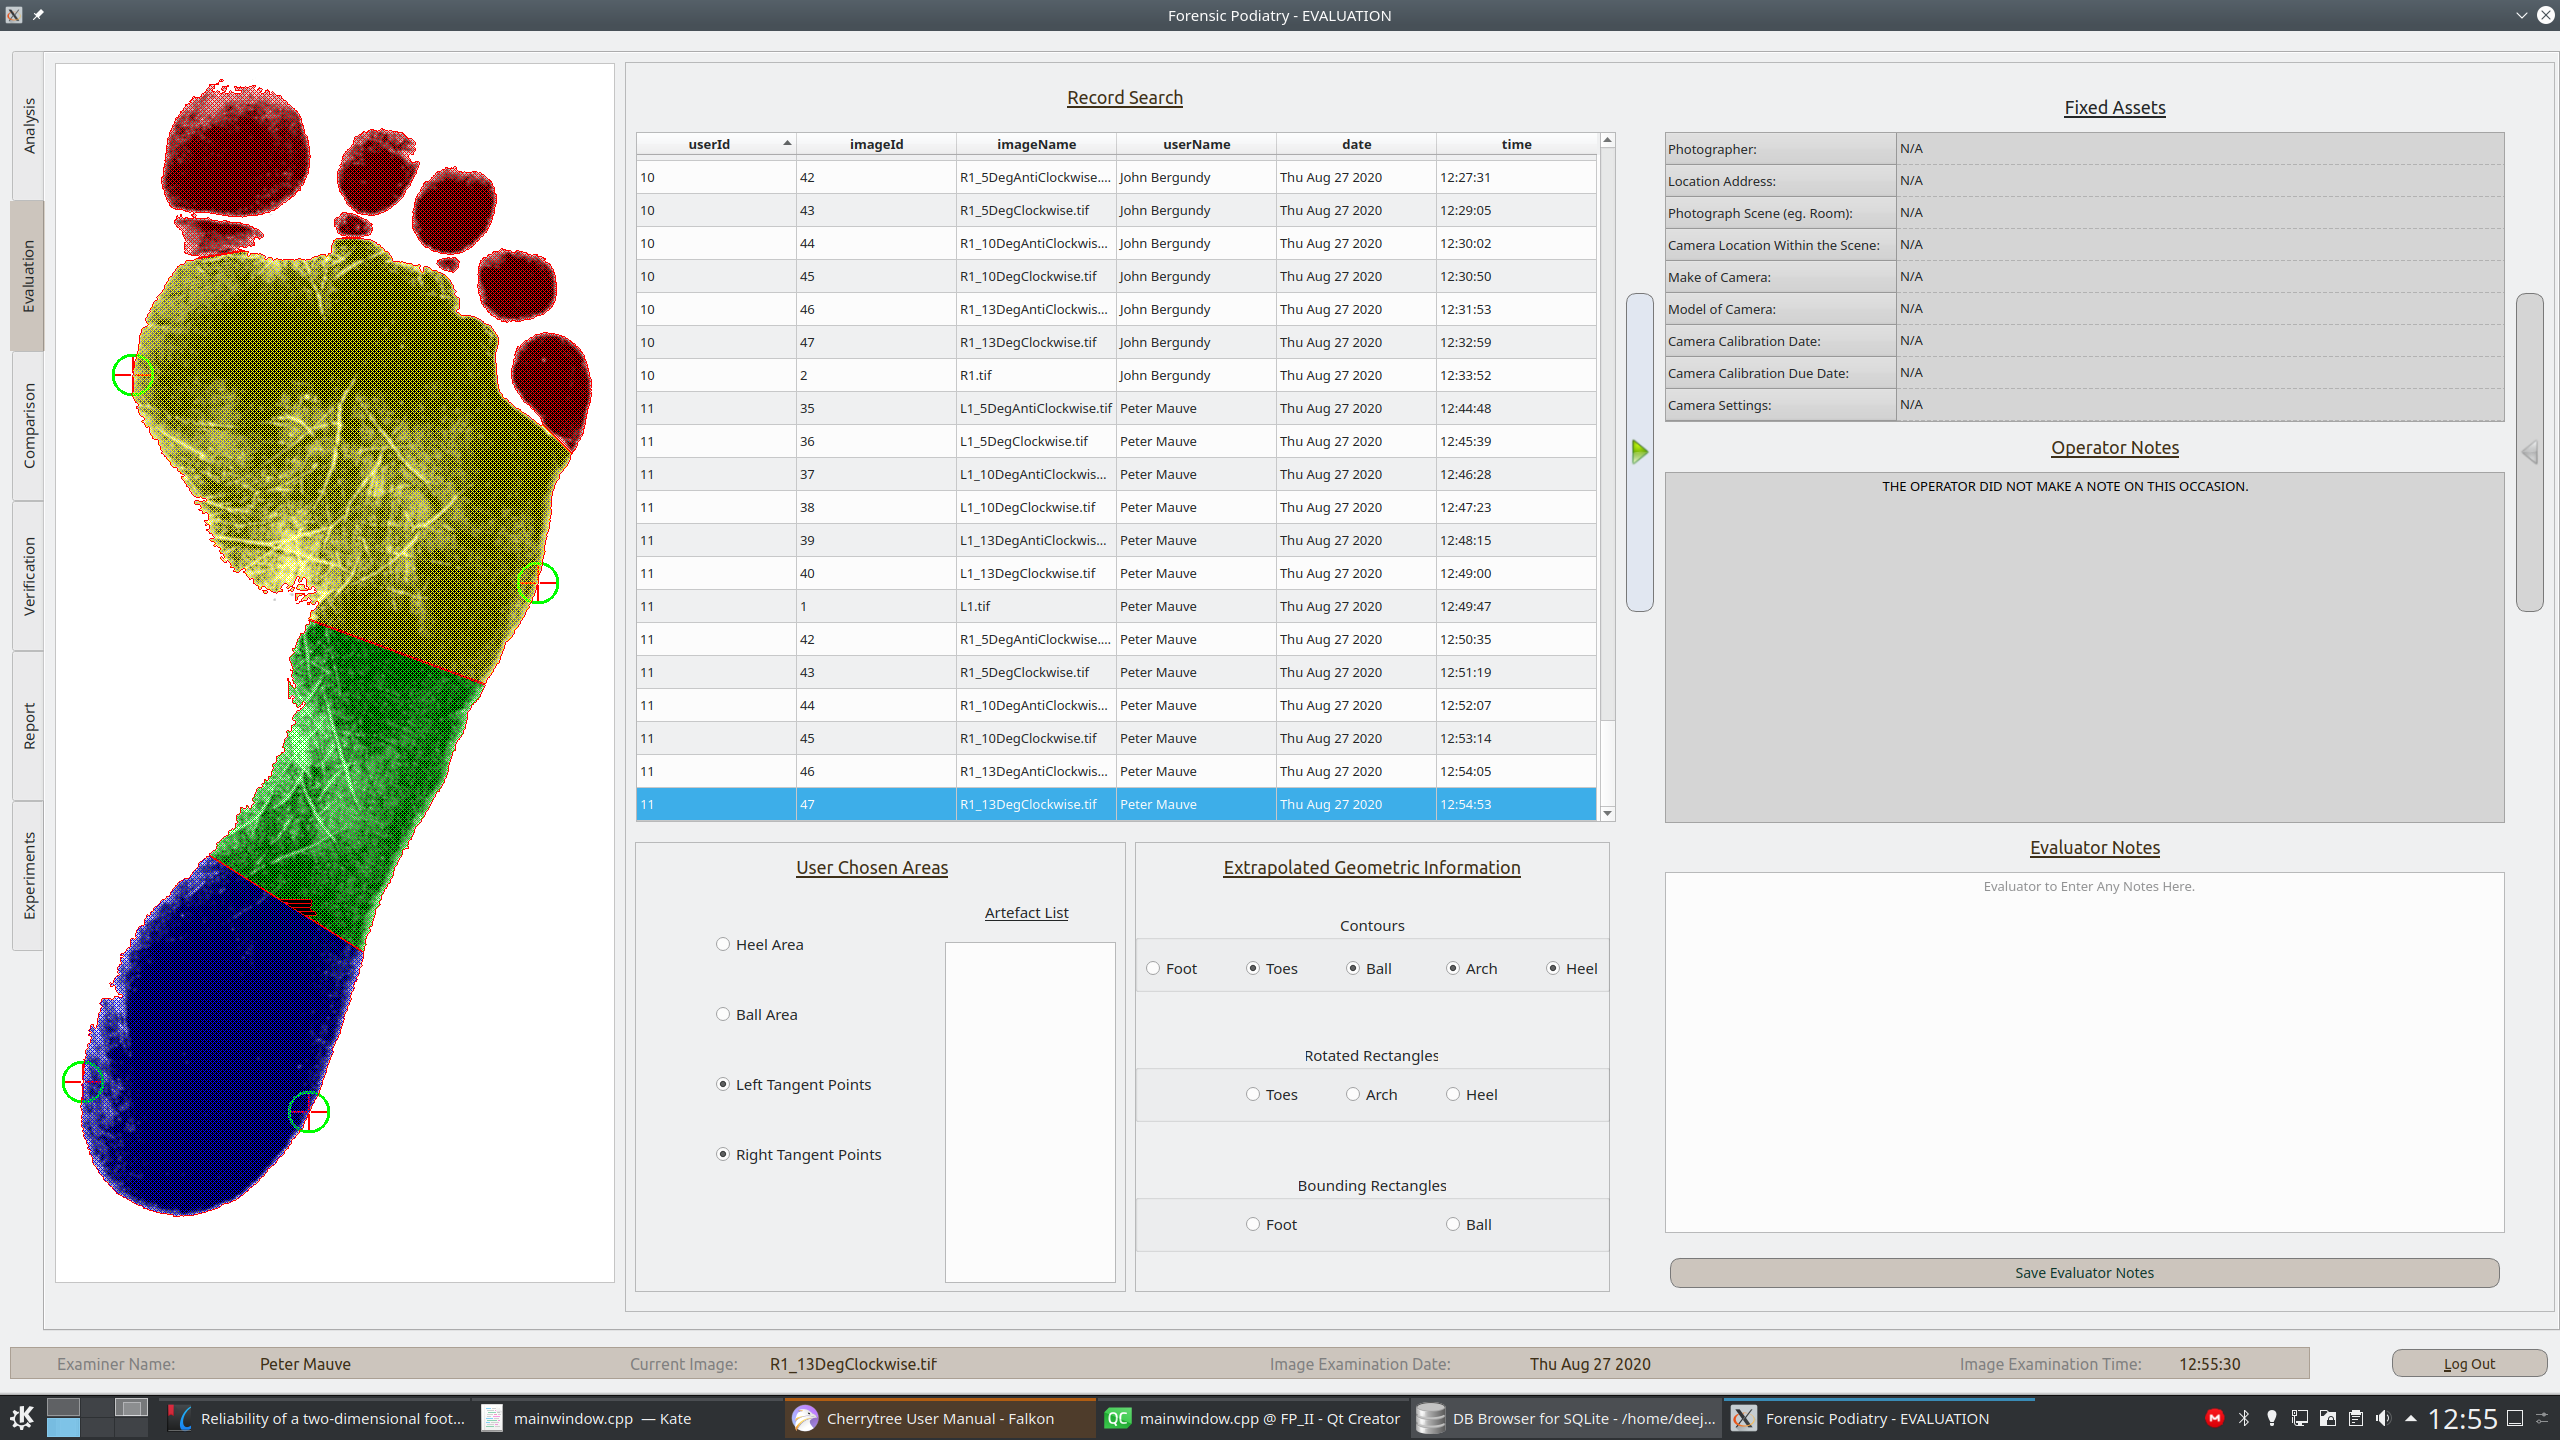 Forensic Podiatry - EVALUATION
Analysis
Evaluation
Comparison
Verification
Report
Experiments
Record Search
userId imageId imageName userName date time
10 42 R1_5DegAntiClockwise.... John Bergundy Thu Aug 27 2020 12:27:31
10 43 R1_5DegClockwise.tif John Bergundy Thu Aug 27 2020 12:29:05
10 44 R1_10DegAntiClockwis... John Bergundy Thu Aug 27 2020 12:30:02
10 45 R1_10DegClockwise.tif John Bergundy Thu Aug 27 2020 12:30:50
10 46 R1_13DegAntiClockwis... John Bergundy Thu Aug 27 2020 12:31:53
10 47 R1_13DegClockwise.tif John Bergundy Thu Aug 27 2020 12:32:59
10 2 R1.tif John Bergundy Thu Aug 27 2020 12:33:52
11 35 L1_5DegAntiClockwise.tif Peter Mauve Thu Aug 27 2020 12:44:48
11 36 L1_5DegClockwise.tif Peter Mauve Thu Aug 27 2020 12:45:39
11 37 L1_10DegAntiClockwis... Peter Mauve Thu Aug 27 2020 12:46:28
11 38 L1_10DegClockwise.tif Peter Mauve Thu Aug 27 2020 12:47:23
11 39 L1_13DegAntiClockwis... Peter Mauve Thu Aug 27 2020 12:48:15
11 40 L1_13DegClockwise.tif Peter Mauve Thu Aug 27 2020 12:49:00
11 1 L1.tif Peter Mauve Thu Aug 27 2020 12:49:47
11 42 R1_5DegAntiClockwise.... Peter Mauve Thu Aug 27 2020 12:50:35
11 43 R1_5DegClockwise.tif Peter Mauve Thu Aug 27 2020 12:51:19
11 44 R1_10DegAntiClockwis... Peter Mauve Thu Aug 27 2020 12:52:07
11 45 R1_10DegClockwise.tif Peter Mauve Thu Aug 27 2020 12:53:14
11 46 R1_13DegAntiClockwis... Peter Mauve Thu Aug 27 2020 12:54:05
11 47 R1_13DegClockwise.tif Peter Mauve Thu Aug 27 2020 12:54:53
User Chosen Areas
Artefact List
Heel Area
Ball Area
Left Tangent Points
Right Tangent Points
Extrapolated Geometric Information
Contours
Foot Toes Ball Arch Heel
Rotated Rectangles
Toes Arch Heel
Bounding Rectangles
Foot Ball
Fixed Assets
Photographer: N/A
Location Address: N/A
Photograph Scene (eg. Room): N/A
Camera Location Within the Scene: N/A
Make of Camera: N/A
Model of Camera: N/A
Camera Calibration Date: N/A
Camera Calibration Due Date: N/A
Camera Settings: N/A
Operator Notes
THE OPERATOR DID NOT MAKE A NOTE ON THIS OCCASION.
Evaluator Notes
Evaluator to Enter Any Notes Here.
Save Evaluator Notes
Examiner Name: Peter Mauve Current Image: R1_13DegClockwise.tif Image Examination Date: Thu Aug 27 2020 Image Examination Time: 12:55:30
Log Out
Reliability of a two-dimensional foot... mainwindow.cpp — Kate Cherrytree User Manual - Falkon QC mainwindow.cpp @ FP_II - Qt Creator DB Browser for SQLite - /home/deej... Forensic Podiatry - EVALUATION 12:55